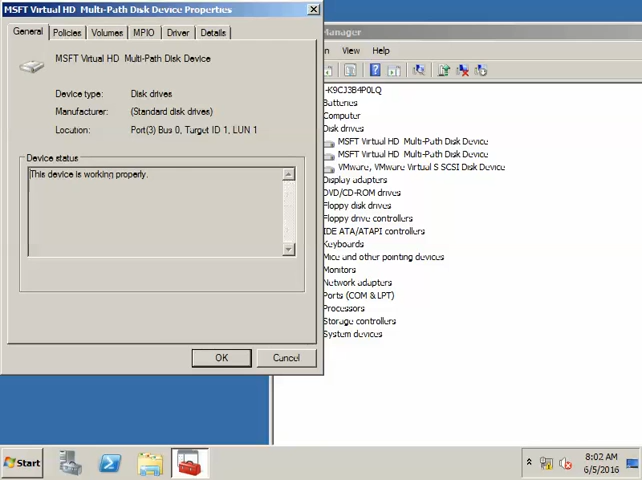 MSFT Virtual HD Multi-Path Disk Device Properties
General Policies Volumes MPIO Driver Details
MSFT Virtual HD Multi-Path Disk Device
Device type: Disk drives
Manufacturer: (Standard disk drives)
Location: Port(3) Bus 0, Target ID 1, LUN 1
Device status
This device is working properly.
OK Cancel
Manager
n View Help
-K9CJ3B4P0LQ
Batteries
Computer
Disk drives
MSFT Virtual HD Multi-Path Disk Device
MSFT Virtual HD Multi-Path Disk Device
VMware, VMware Virtual S SCSI Disk Device
Display adapters
DVD/CD-ROM drives
Floppy disk drives
Floppy drive controllers
IDE ATA/ATAPI controllers
Keyboards
Mice and other pointing devices
Monitors
Network adapters
Ports (COM & LPT)
Processors
Storage controllers
System devices
Start
8:02 AM
6/5/2016